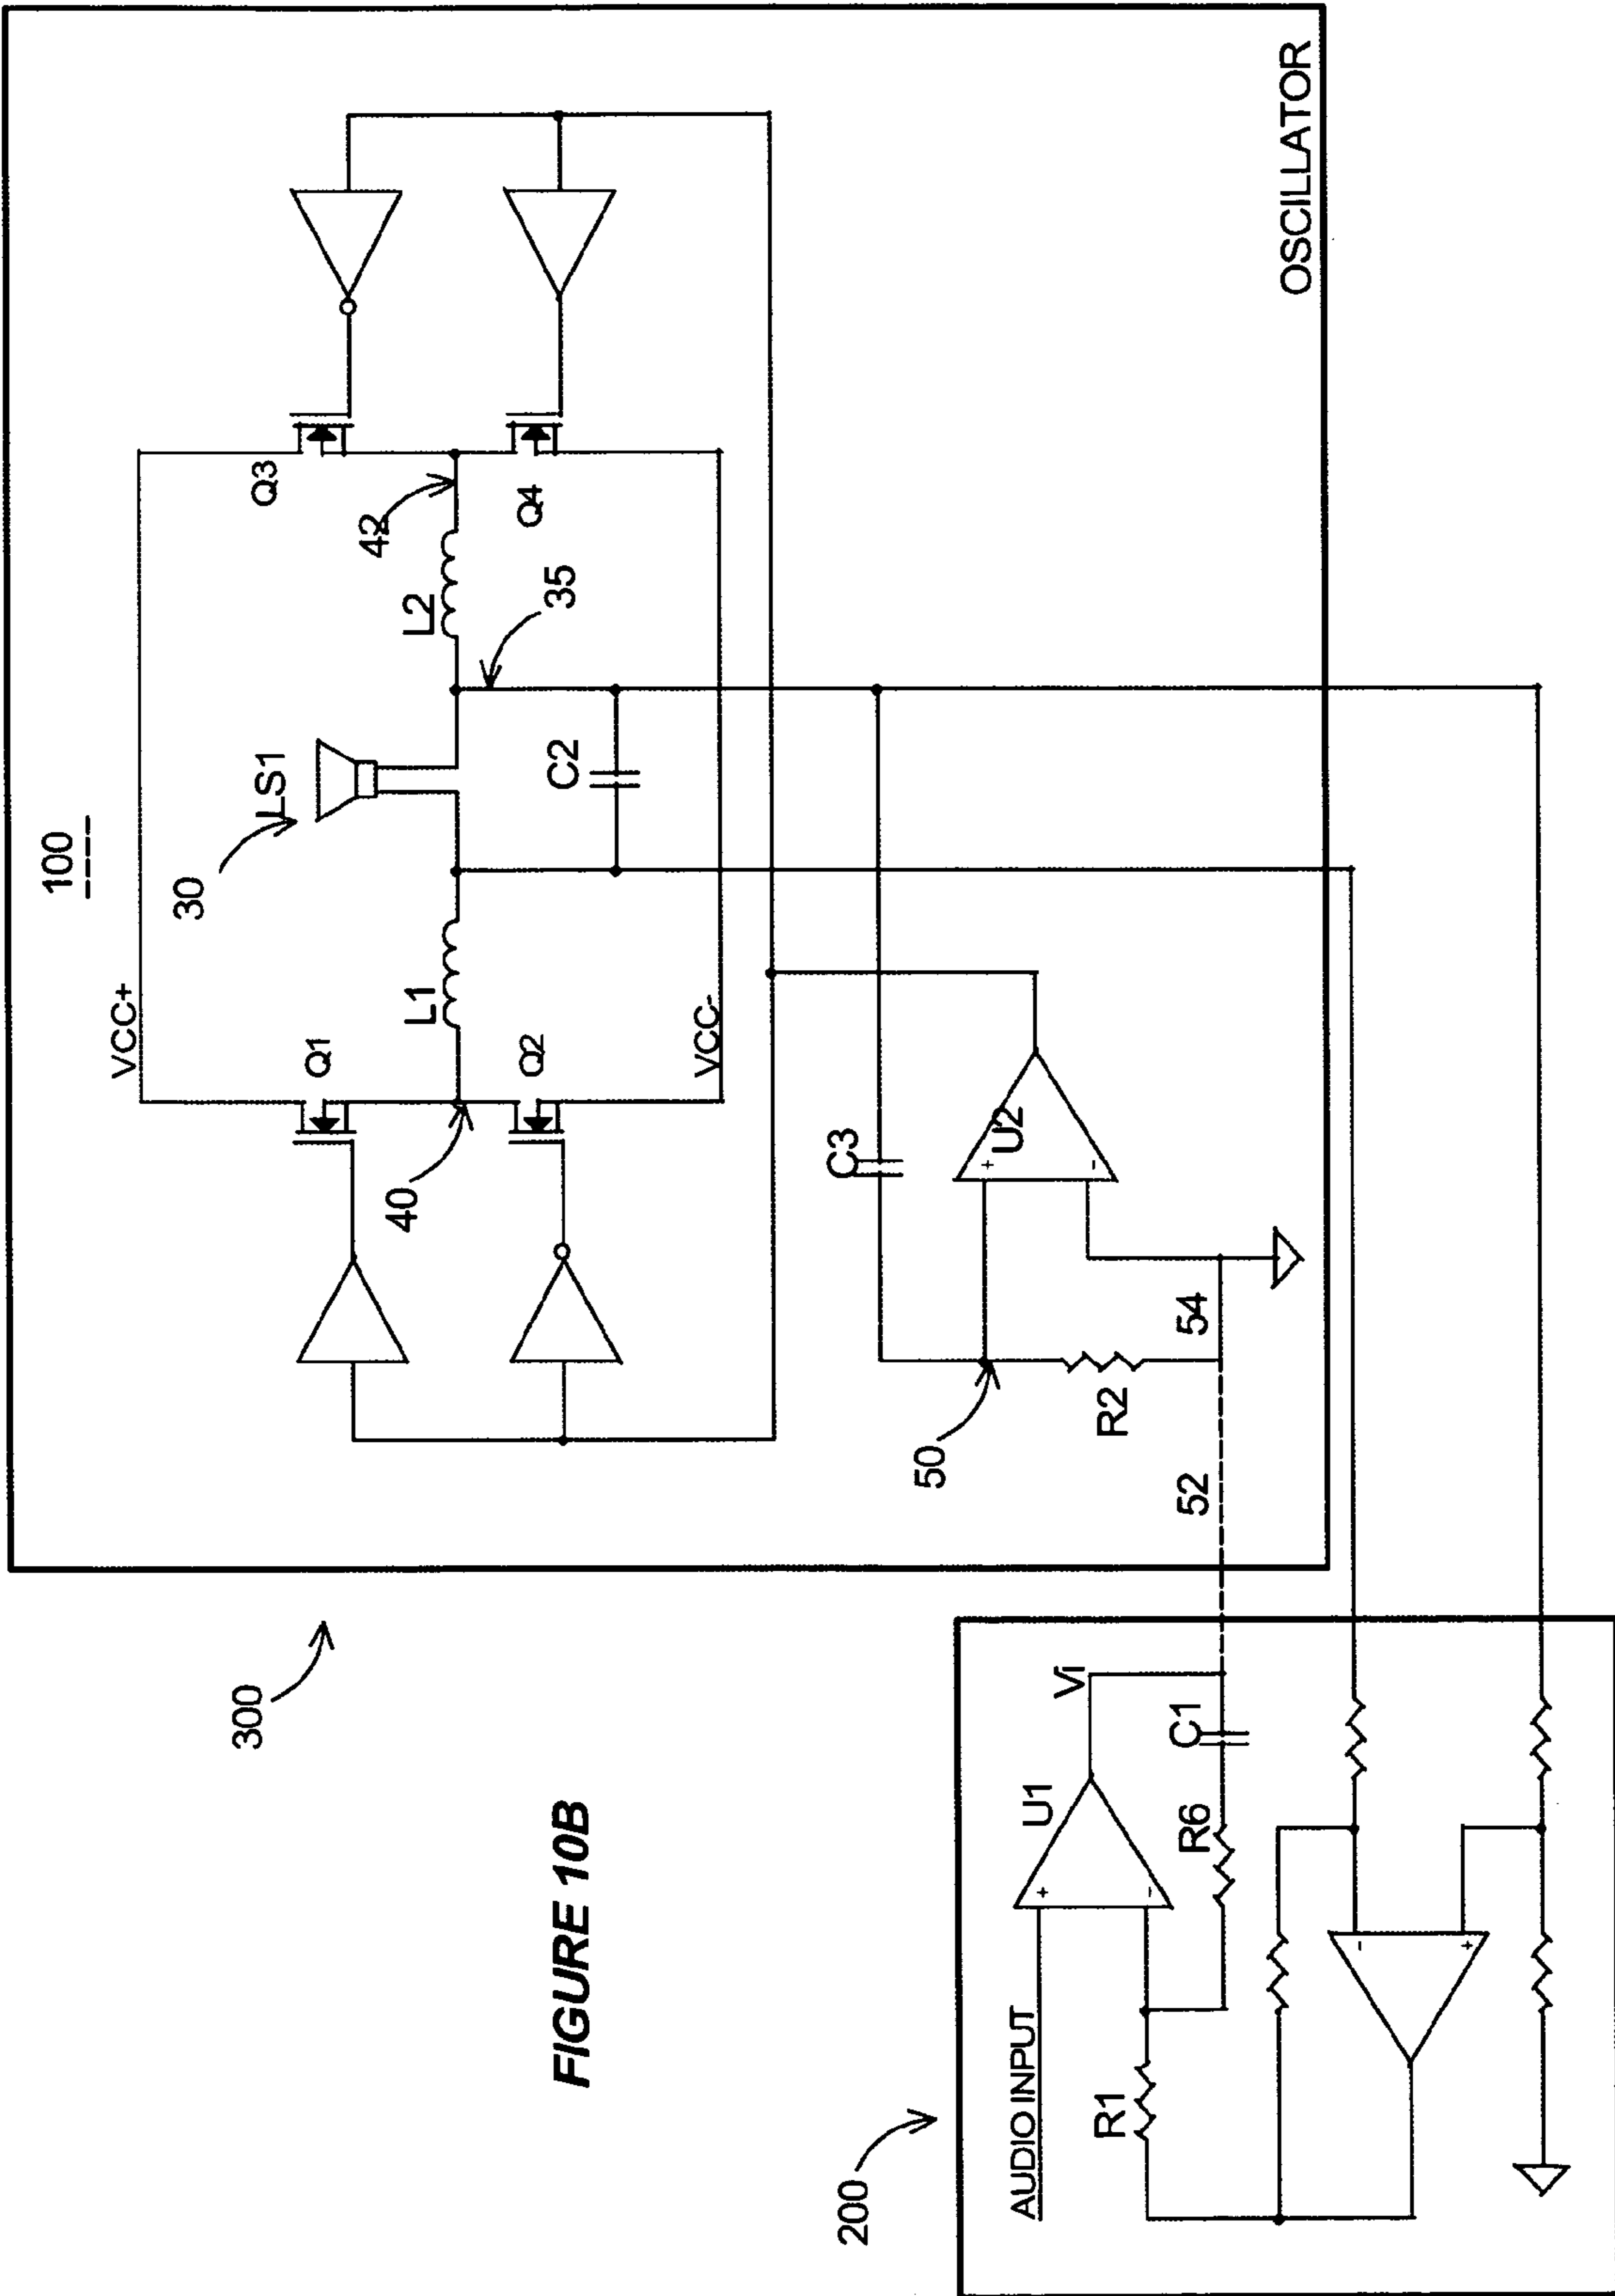 100
VCC+
Q1
L1
30
LS1
Q3
42
L2
Q4
35
C2
40
Q2
VCC-
C3
+
U2
-
50
R2
52
54
OSCILLATOR
300
FIGURE 10B
200
AUDIO INPUT
+
U1
-
Vi
R1
R6
C1
-
+